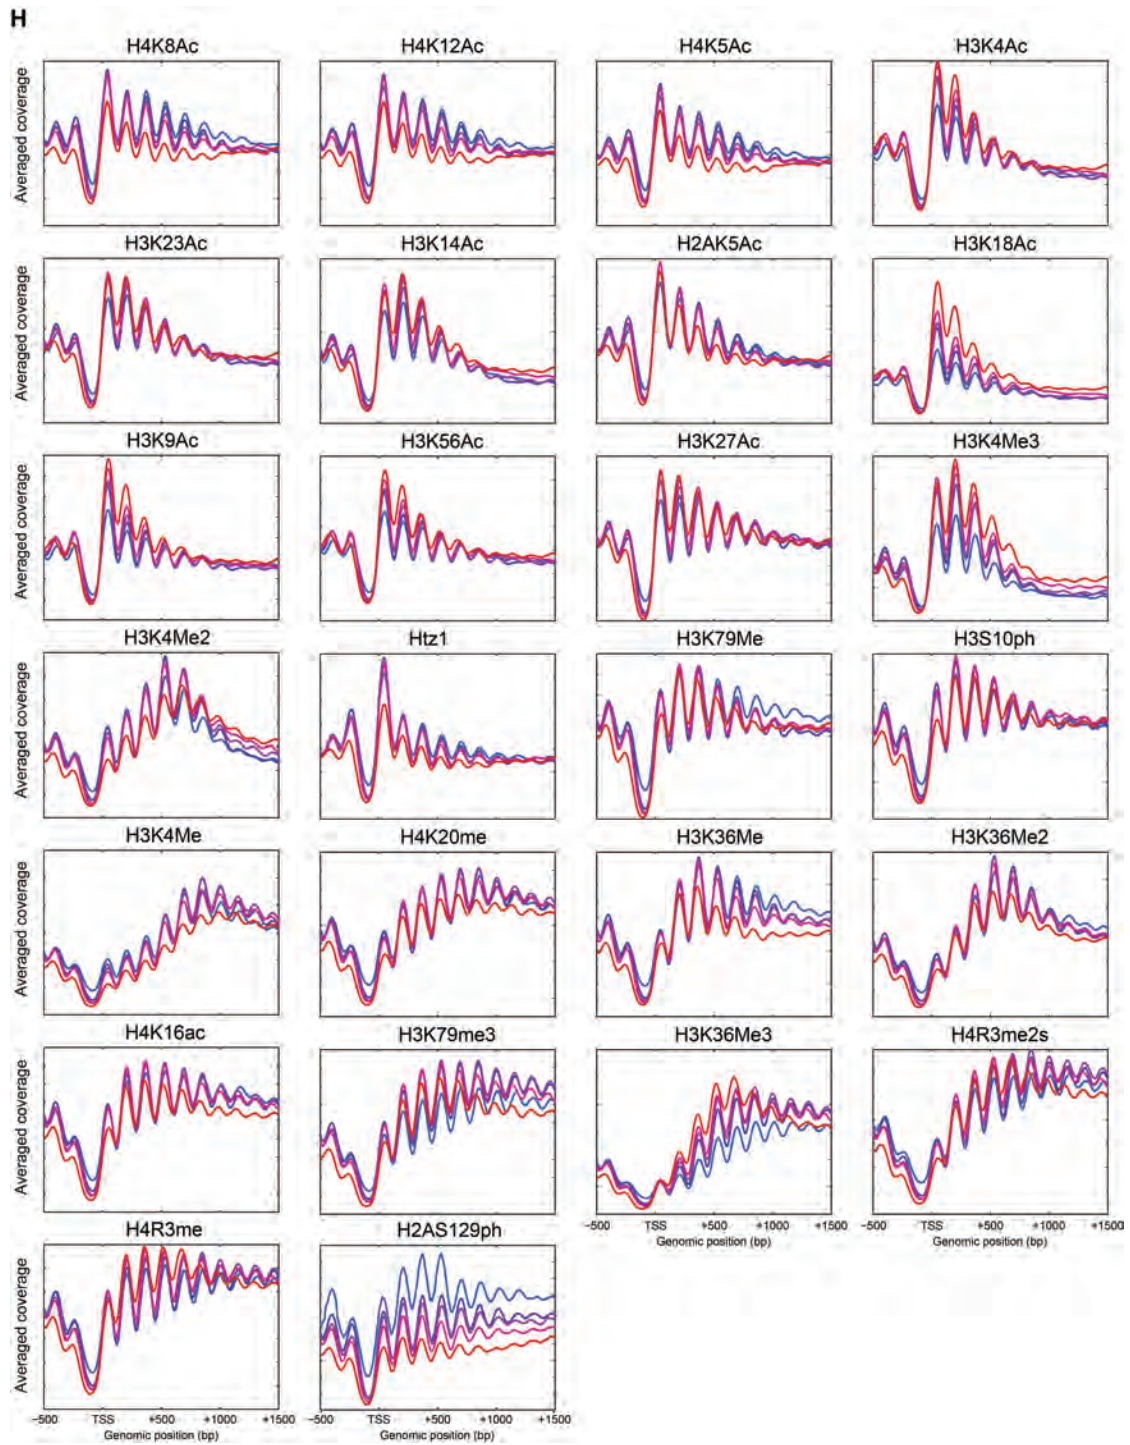 H
H4K8Ac H4K12Ac H4K5Ac H3K4Ac
Averaged coverage
H3K23Ac H3K14Ac H2AK5Ac H3K18Ac
Averaged coverage
H3K9Ac H3K56Ac H3K27Ac H3K4Me3
Averaged coverage
H3K4Me2 Htz1 H3K79Me H3S10ph
Averaged coverage
H3K4Me H4K20me H3K36Me H3K36Me2
Averaged coverage
H4K16ac H3K79me3 H3K36Me3 H4R3me2s
Averaged coverage
−500 TSS +500 +1000 +1500 −500 TSS +500 +1000 +1500
Genomic position (bp) Genomic position (bp)
H4R3me H2AS129ph
Averaged coverage
−500 TSS +500 +1000 +1500 −500 TSS +500 +1000 +1500
Genomic position (bp) Genomic position (bp)